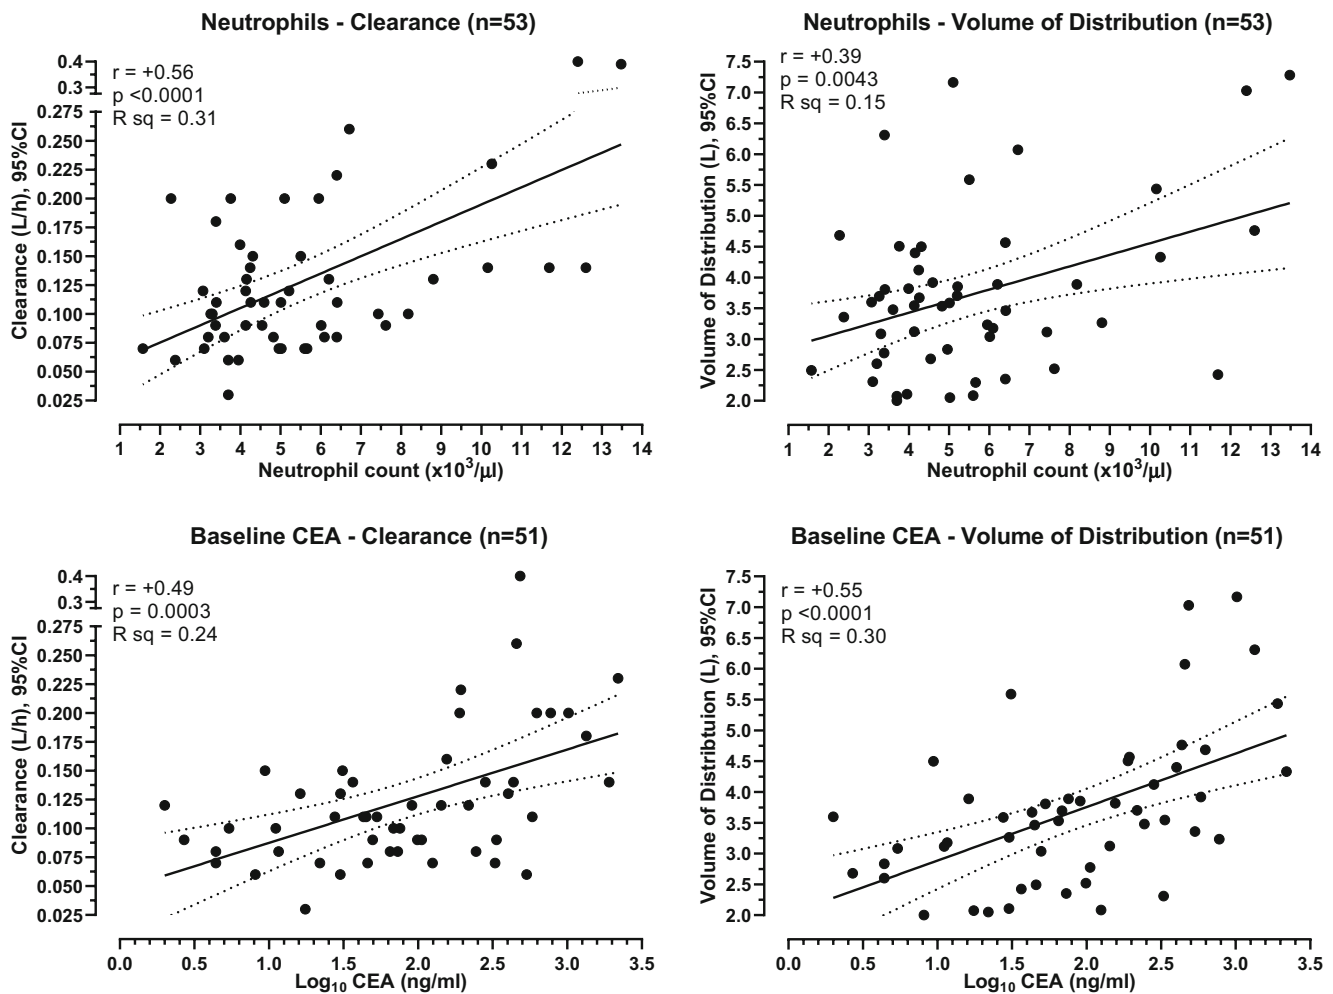 Neutrophils - Clearance (n=53)
r = +0.56
p <0.0001
R sq = 0.31
Clearance (L/h), 95%CI
0.4
0.3
0.275
0.250
0.225
0.200
0.175
0.150
0.125
0.100
0.075
0.050
0.025
1 2 3 4 5 6 7 8 9 10 11 12 13 14
Neutrophil count (x10³/μl)
Neutrophils - Volume of Distribution (n=53)
r = +0.39
p = 0.0043
R sq = 0.15
Volume of Distribution (L), 95%CI
7.5
7.0
6.5
6.0
5.5
5.0
4.5
4.0
3.5
3.0
2.5
2.0
1 2 3 4 5 6 7 8 9 10 11 12 13 14
Neutrophil count (x10³/μl)
Baseline CEA - Clearance (n=51)
r = +0.49
p = 0.0003
R sq = 0.24
Clearance (L/h), 95%CI
0.4
0.3
0.275
0.250
0.225
0.200
0.175
0.150
0.125
0.100
0.075
0.050
0.025
0.0 0.5 1.0 1.5 2.0 2.5 3.0 3.5
Log₁₀ CEA (ng/ml)
Baseline CEA - Volume of Distribution (n=51)
r = +0.55
p <0.0001
R sq = 0.30
Volume of Distribtuion (L), 95%CI
7.5
7.0
6.5
6.0
5.5
5.0
4.5
4.0
3.5
3.0
2.5
2.0
0.0 0.5 1.0 1.5 2.0 2.5 3.0 3.5
Log₁₀ CEA (ng/ml)